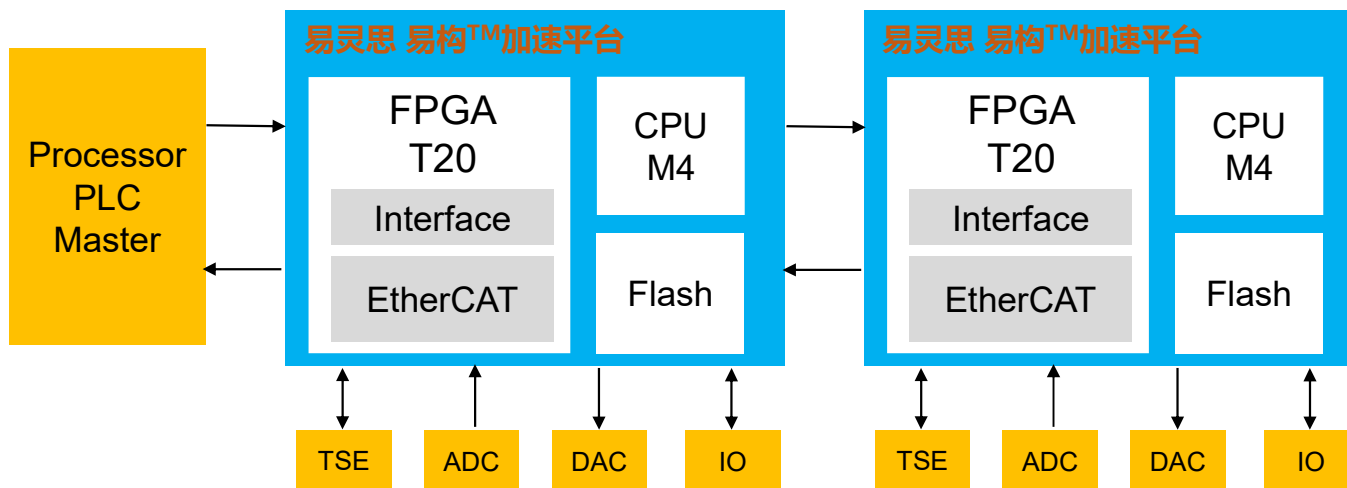 易灵思 易构™加速平台
易灵思 易构™加速平台
Processor
PLC
Master
FPGA
T20
Interface
EtherCAT
CPU
M4
Flash
FPGA
T20
Interface
EtherCAT
CPU
M4
Flash
TSE
ADC
DAC
IO
TSE
ADC
DAC
IO